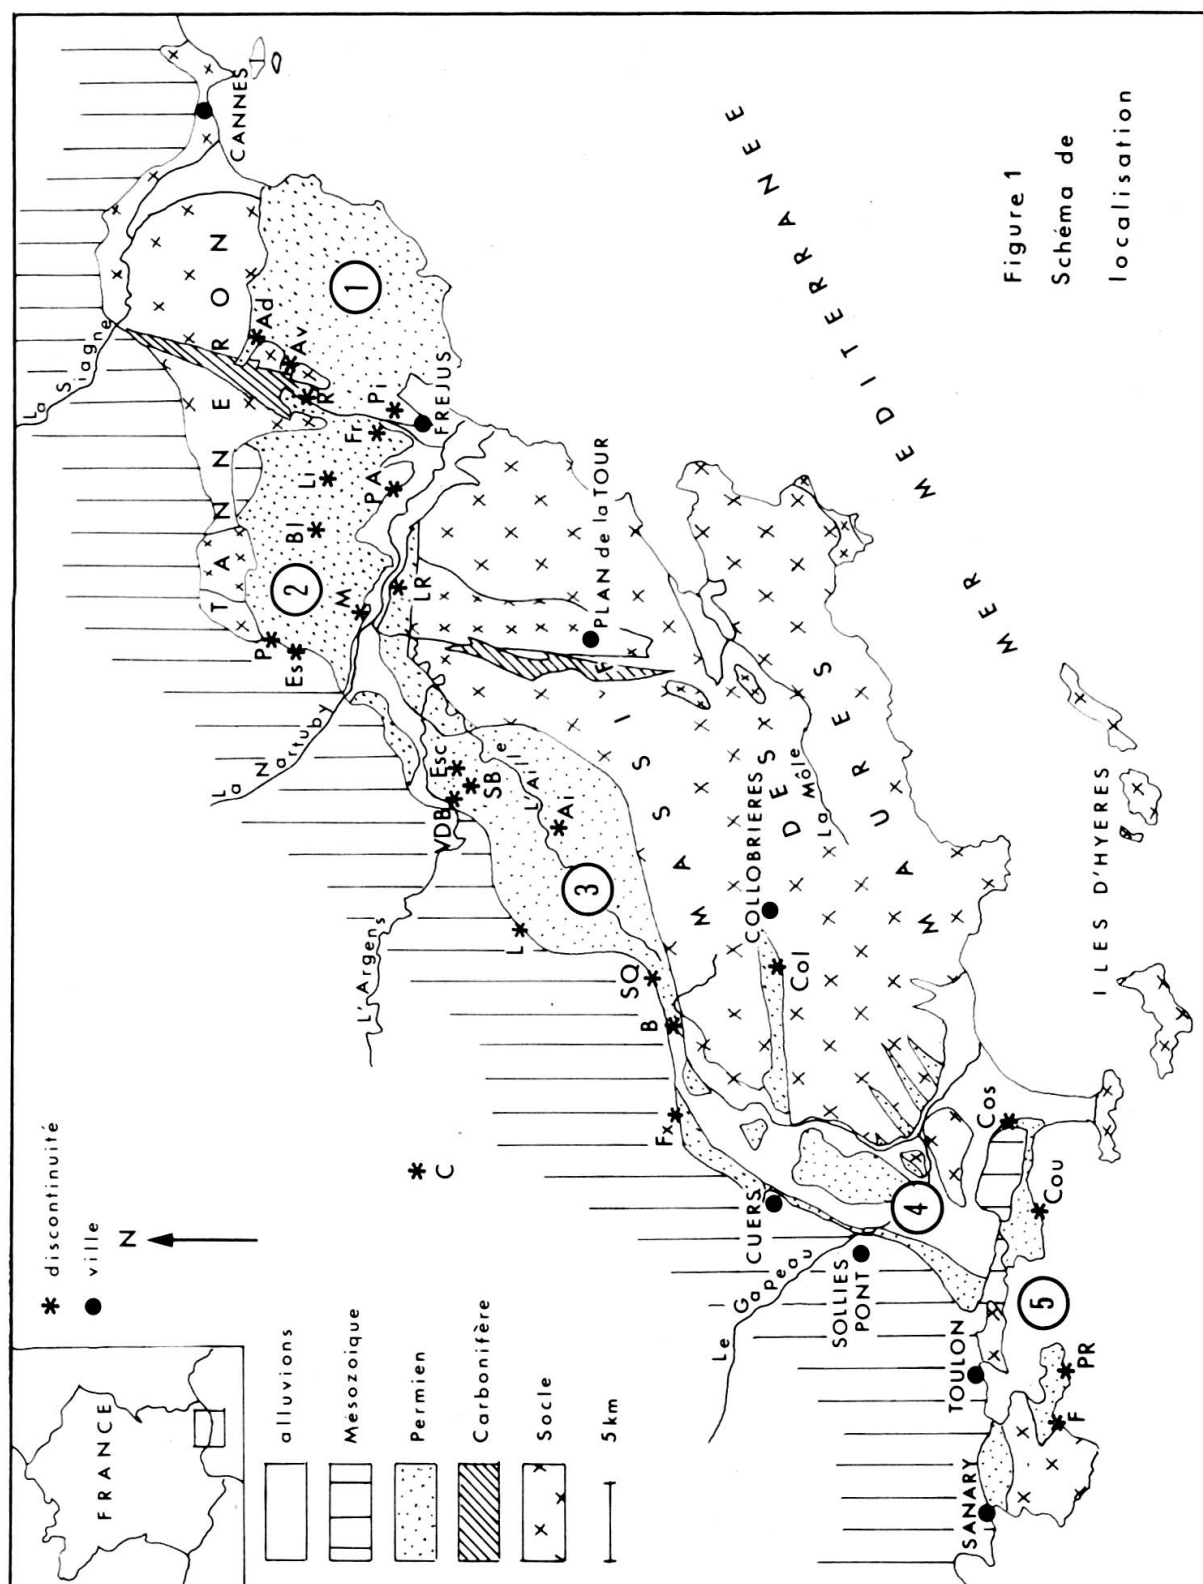 FRANCE
* discontinuité
● ville
N
alluvions
Mésozoique
Permien
Carbonifère
Socle
5 km
Figure 1
Schéma de
localisation
MER MEDITERRANEE
ILES D'HYERES
MASSIF
DES
MAURES
TANNERON
La Siagne
La Nartuby
L'Argens
L'Aille
La Môle
Le Gapeau
CANNES
FREJUS
PLAN de la TOUR
COLLOBRIERES
CUERS
SOLLIES
PONT
TOULON
SANARY
1
2
3
4
5
Ad
Av
R
Pi
Fr
Li
PA
Bl
M
LR
P
Es
Esc
SB
VDB
Ai
L
SQ
B
Col
Fx
C
Cos
Cou
PR
F